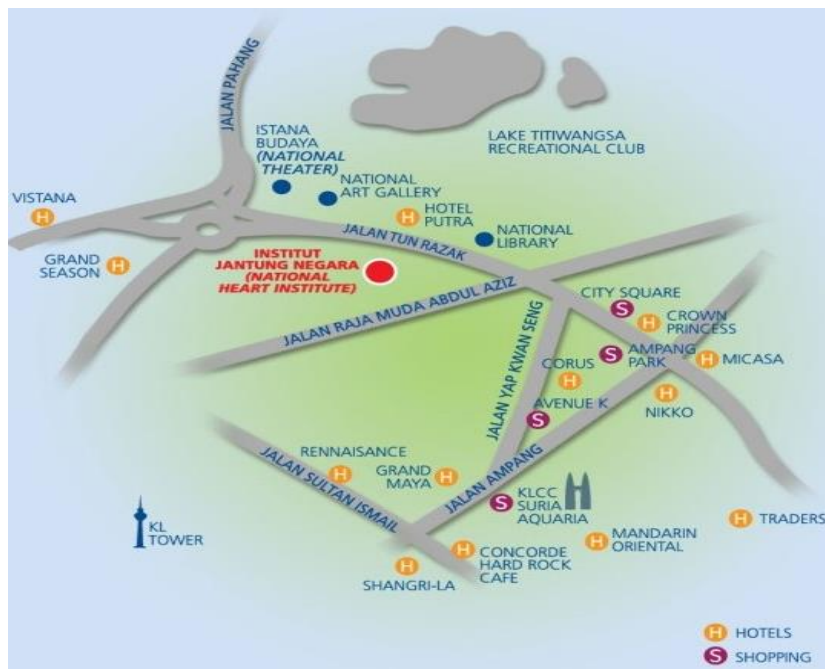 JALAN PAHANG
ISTANA
BUDAYA
(NATIONAL
THEATER)
LAKE TITIWANGSA
RECREATIONAL CLUB
NATIONAL
ART GALLERY
VISTANA
H
H
HOTEL
PUTRA
NATIONAL
LIBRARY
JALAN TUN RAZAK
GRAND
SEASON
H
INSTITUT
JANTUNG NEGARA
(NATIONAL
HEART INSTITUTE)
JALAN RAJA MUDA ABDUL AZIZ
CITY SQUARE
S
H
CROWN
PRINCESS
JALAN YAP KWAN SENG
S
AMPANG
PARK
H
MICASA
CORUS
H
H
NIKKO
AVENUE K
S
JALAN SULTAN ISMAIL
RENNAISANCE
H
GRAND
MAYA
H
JALAN AMPANG
S
KLCC
SURIA
AQUARIA
KL
TOWER
H
TRADERS
H
MANDARIN
ORIENTAL
H
CONCORDE
HARD ROCK
CAFE
H
SHANGRI-LA
H HOTELS
S SHOPPING